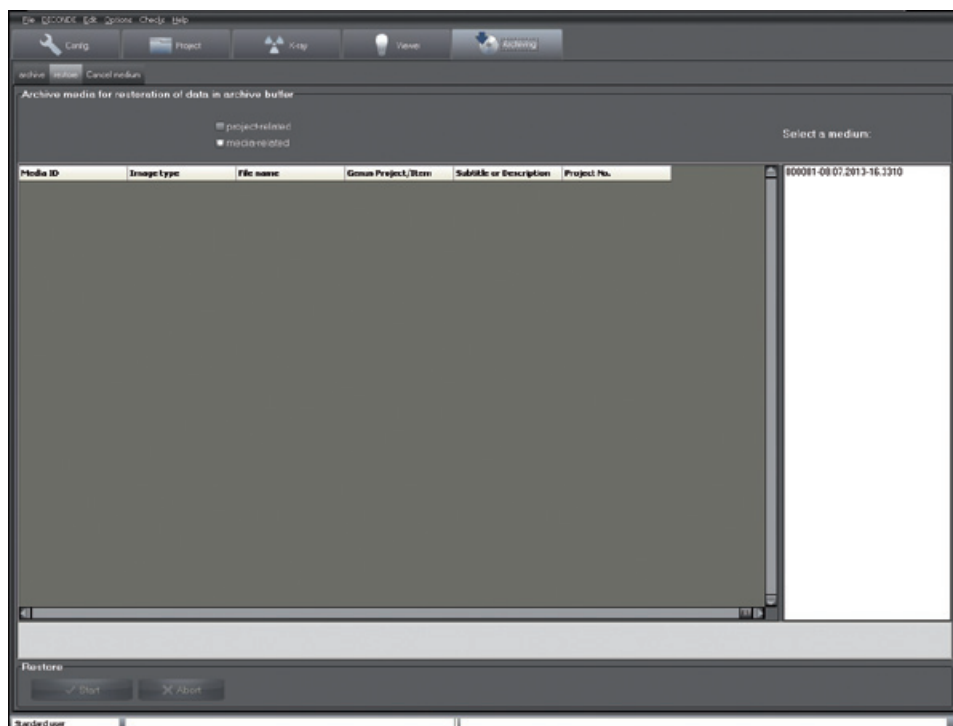 File SECONDE Edit Options Checks Help
Config Project X-ray Viewer Archiving
archive restore Cancel medium
Archive media for restoration of data in archive buffer
project-related
media-related
Select a medium:
Media ID Image type File name Genus Project/Item Subtitle or Description Project No.
000081-08.07.2013-16.3310
Restore
Start Abort
Standard user